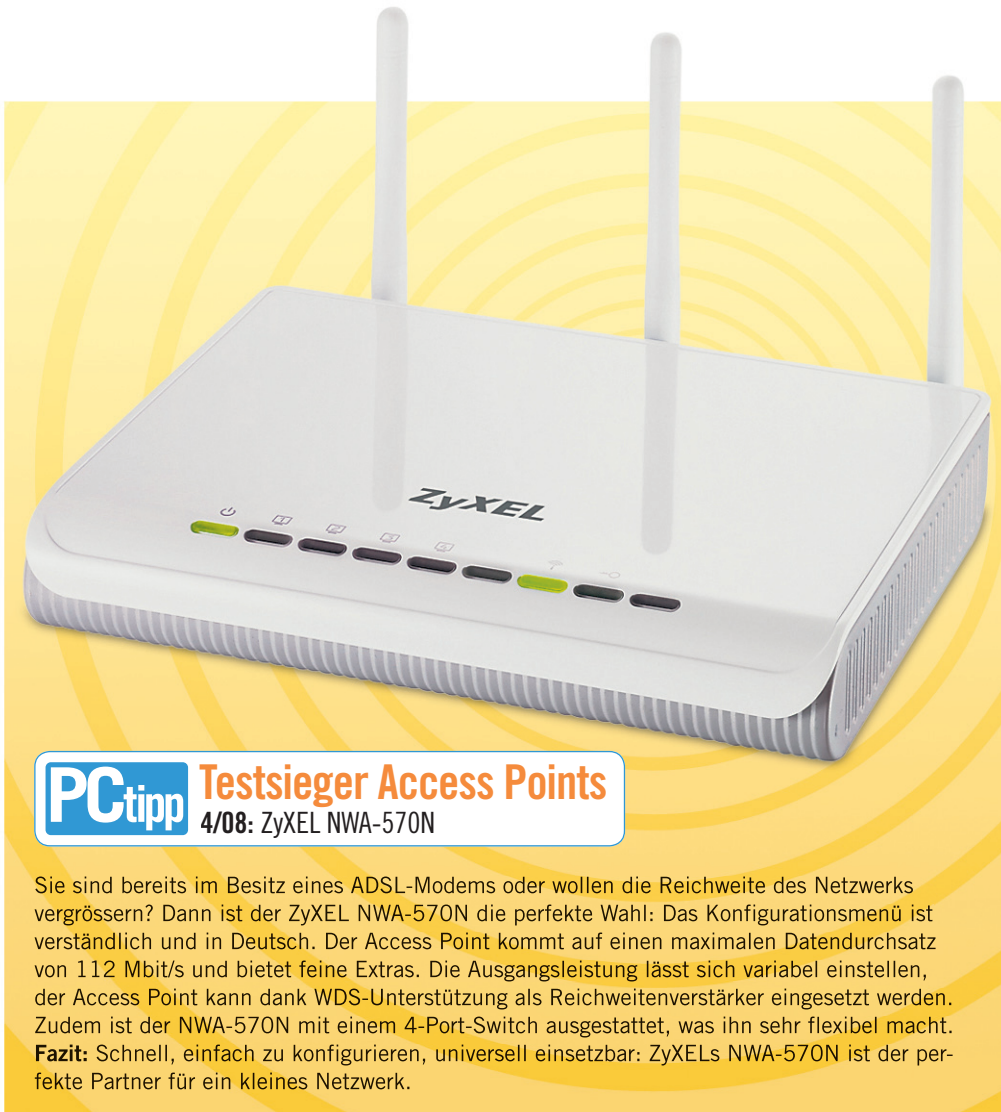 ZyXEL
1
2
3
4
PCtipp
Testsieger Access Points
4/08: ZyXEL NWA-570N
Sie sind bereits im Besitz eines ADSL-Modems oder wollen die Reichweite des Netzwerks
vergrössern? Dann ist der ZyXEL NWA-570N die perfekte Wahl: Das Konfigurationsmenü ist
verständlich und in Deutsch. Der Access Point kommt auf einen maximalen Datendurchsatz
von 112 Mbit/s und bietet feine Extras. Die Ausgangsleistung lässt sich variabel einstellen,
der Access Point kann dank WDS-Unterstützung als Reichweitenverstärker eingesetzt werden.
Zudem ist der NWA-570N mit einem 4-Port-Switch ausgestattet, was ihn sehr flexibel macht.
Fazit: Schnell, einfach zu konfigurieren, universell einsetzbar: ZyXELs NWA-570N ist der per-
fekte Partner für ein kleines Netzwerk.